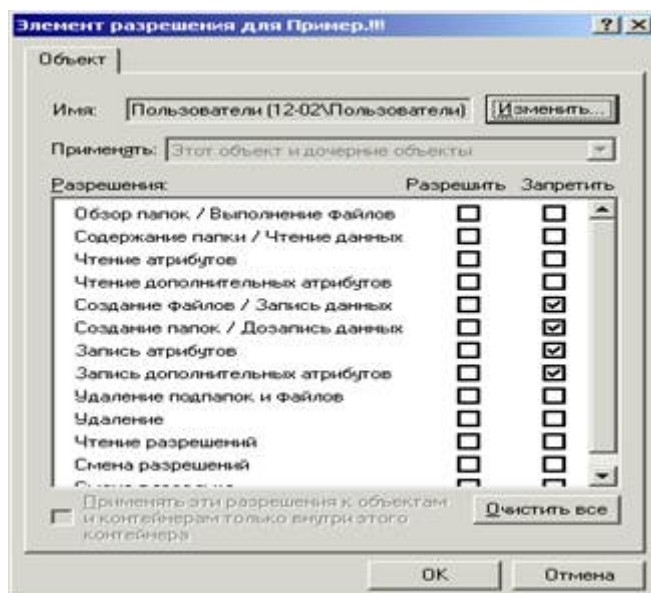 Элемент разрешения для Пример.!!!
Объект
Имя: Пользователи (12-02\Пользователи) Изменить...
Применять: Этот объект и дочерние объекты
Разрешения: Разрешить Запретить
Обзор папок / Выполнение файлов
Содержание папки / Чтение данных
Чтение атрибутов
Чтение дополнительных атрибутов
Создание файлов / Запись данных
Создание папок / Дозапись данных
Запись атрибутов
Запись дополнительных атрибутов
Удаление подпапок и файлов
Удаление
Чтение разрешений
Смена разрешений
Применять эти разрешения к объектам
и контейнерам только внутри этого
контейнера
Очистить все
OK Отмена